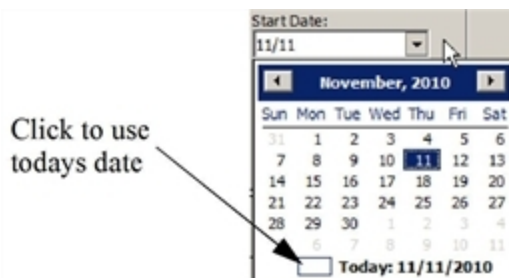 Start Date:
11/11
November, 2010
Sun Mon Tue Wed Thu Fri Sat
31 1 2 3 4 5 6
7 8 9 10 11 12 13
14 15 16 17 18 19 20
21 22 23 24 25 26 27
28 29 30 1 2 3 4
6 7 8 9 10 11
Today: 11/11/2010
Click to use
todays date